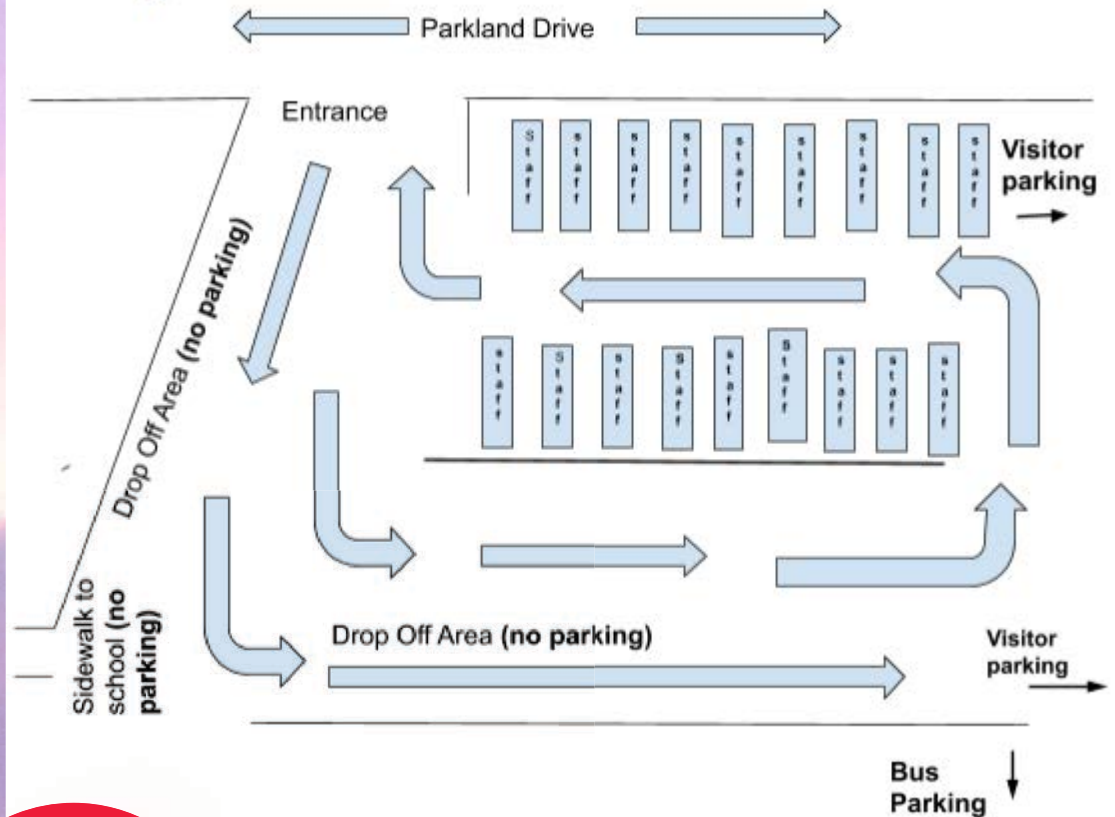 Parkland Drive
Entrance
Staff
staff
staff
staff
staff
staff
staff
staff
staff
Visitor
parking
Drop Off Area (no parking)
staff
Staff
staff
Staff
staff
Staff
staff
staff
staff
Sidewalk to
school (no
parking)
Drop Off Area (no parking)
Visitor
parking
Bus
Parking